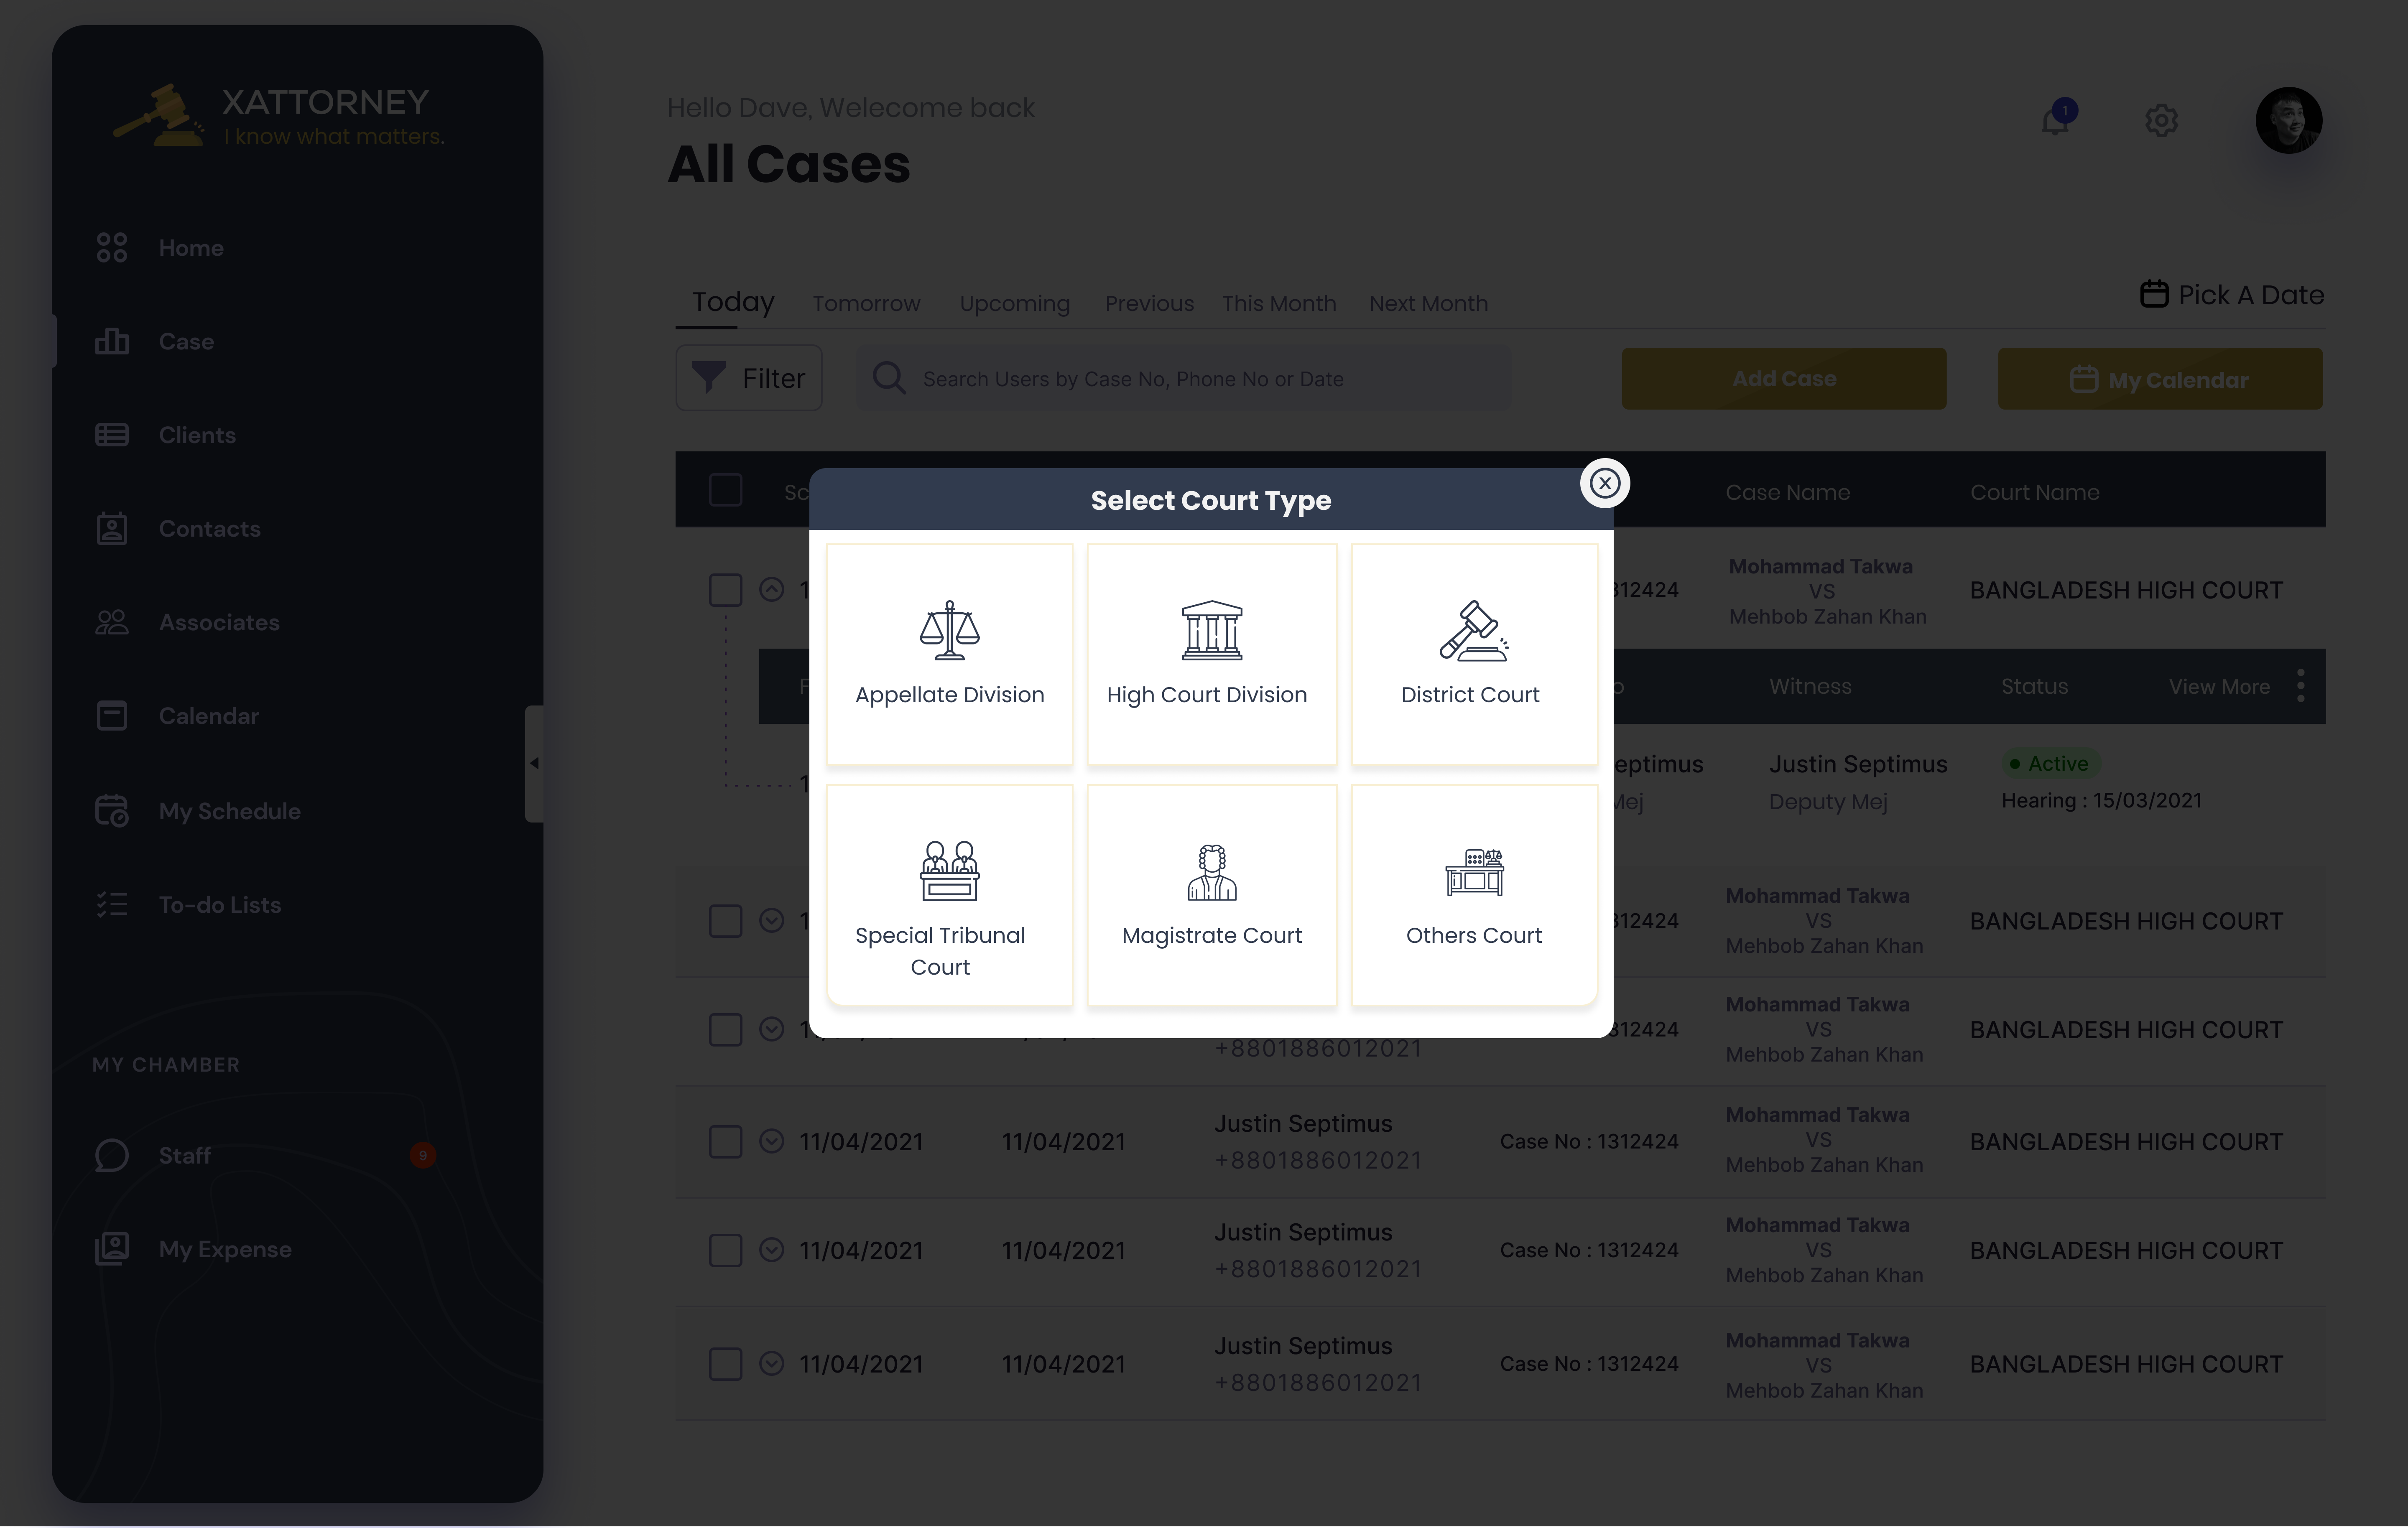 XATTORNEY
I know what matters.
Home
Case
Clients
Contacts
Associates
Calendar
My Schedule
To-do Lists
MY CHAMBER
Staff
9
My Expense
Hello Dave, Welecome back
All Cases
1
Today Tomorrow Upcoming Previous This Month Next Month
Pick A Date
Filter
Search Users by Case No, Phone No or Date
Add Case
My Calendar
Case Name Court Name
Select Court Type
X
Appellate Division
High Court Division
District Court
Special Tribunal
Court
Magistrate Court
Others Court
312424
Mohammad Takwa
VS
Mehbob Zahan Khan
BANGLADESH HIGH COURT
Witness Status View More
eptimus
Mej
Justin Septimus
Deputy Mej
Active
Hearing : 15/03/2021
312424
Mohammad Takwa
VS
Mehbob Zahan Khan
BANGLADESH HIGH COURT
+8801886012021
312424
Mohammad Takwa
VS
Mehbob Zahan Khan
BANGLADESH HIGH COURT
11/04/2021 11/04/2021
Justin Septimus
+8801886012021
Case No : 1312424
Mohammad Takwa
VS
Mehbob Zahan Khan
BANGLADESH HIGH COURT
11/04/2021 11/04/2021
Justin Septimus
+8801886012021
Case No : 1312424
Mohammad Takwa
VS
Mehbob Zahan Khan
BANGLADESH HIGH COURT
11/04/2021 11/04/2021
Justin Septimus
+8801886012021
Case No : 1312424
Mohammad Takwa
VS
Mehbob Zahan Khan
BANGLADESH HIGH COURT